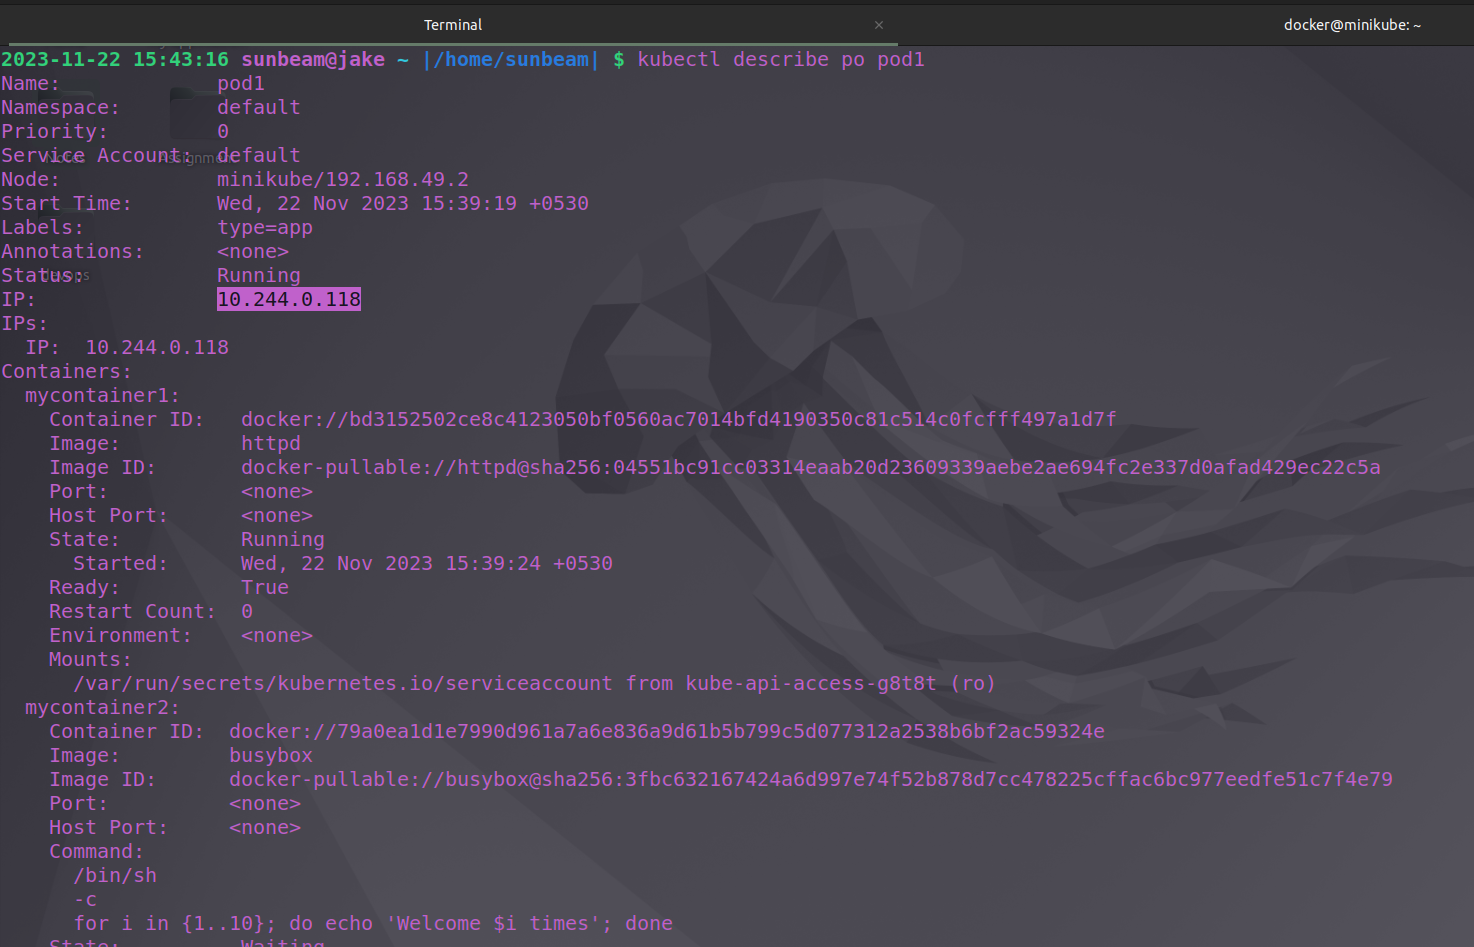 Terminal × docker@minikube: ~
2023-11-22 15:43:16 sunbeam@jake ~ |/home/sunbeam| $ kubectl describe po pod1
Name:             pod1
Namespace:        default
Priority:         0
Service Account:  default
Notes
Assignment
Node:             minikube/192.168.49.2
Start Time:       Wed, 22 Nov 2023 15:39:19 +0530
Labels:           type=app
Annotations:      <none>
Status:           Running
devops
IP:               10.244.0.118
IPs:
  IP:  10.244.0.118
Containers:
  mycontainer1:
    Container ID:   docker://bd3152502ce8c4123050bf0560ac7014bfd4190350c81c514c0fcfff497a1d7f
    Image:          httpd
    Image ID:       docker-pullable://httpd@sha256:04551bc91cc03314eaab20d23609339aebe2ae694fc2e337d0afad429ec22c5a
    Port:           <none>
    Host Port:      <none>
    State:          Running
      Started:      Wed, 22 Nov 2023 15:39:24 +0530
    Ready:          True
    Restart Count:  0
    Environment:    <none>
    Mounts:
      /var/run/secrets/kubernetes.io/serviceaccount from kube-api-access-g8t8t (ro)
  mycontainer2:
    Container ID:  docker://79a0ea1d1e7990d961a7a6e836a9d61b5b799c5d077312a2538b6bf2ac59324e
    Image:         busybox
    Image ID:      docker-pullable://busybox@sha256:3fbc632167424a6d997e74f52b878d7cc478225cffac6bc977eedfe51c7f4e79
    Port:          <none>
    Host Port:     <none>
    Command:
      /bin/sh
      -c
      for i in {1..10}; do echo 'Welcome $i times'; done
    State:          Waiting